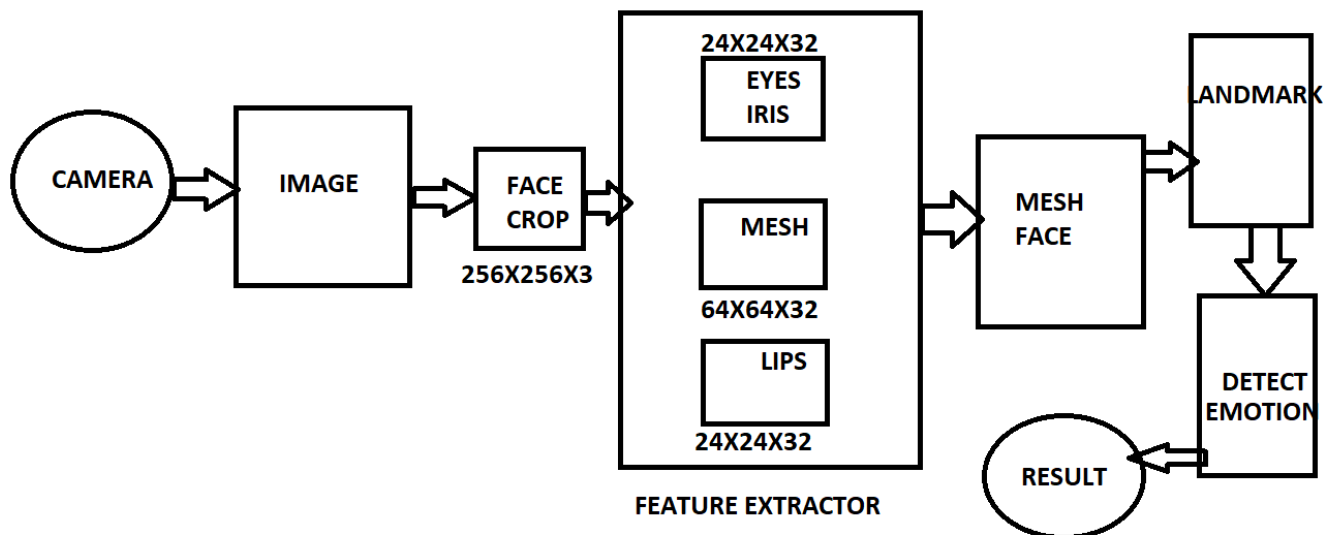 CAMERA
IMAGE
FACE
CROP
256X256X3
24X24X32
EYES
IRIS
MESH
64X64X32
LIPS
24X24X32
FEATURE EXTRACTOR
MESH
FACE
LANDMARK
DETECT
EMOTION
RESULT